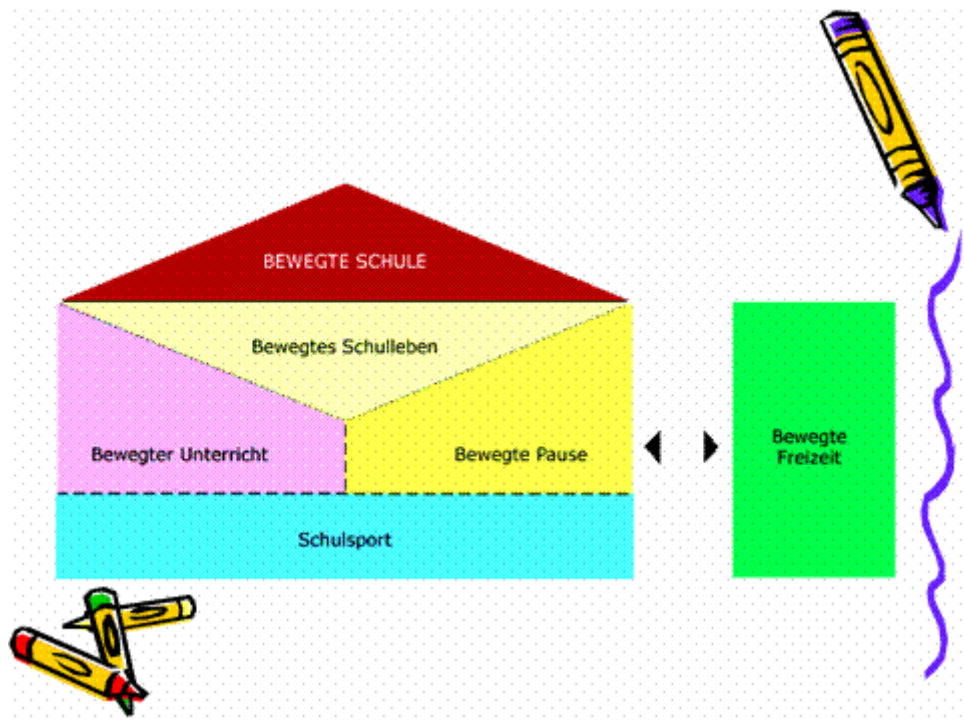 BEWEGTE SCHULE
Bewegtes Schulleben
Bewegter Unterricht
Bewegte Pause
Bewegte
Freizeit
Schulsport